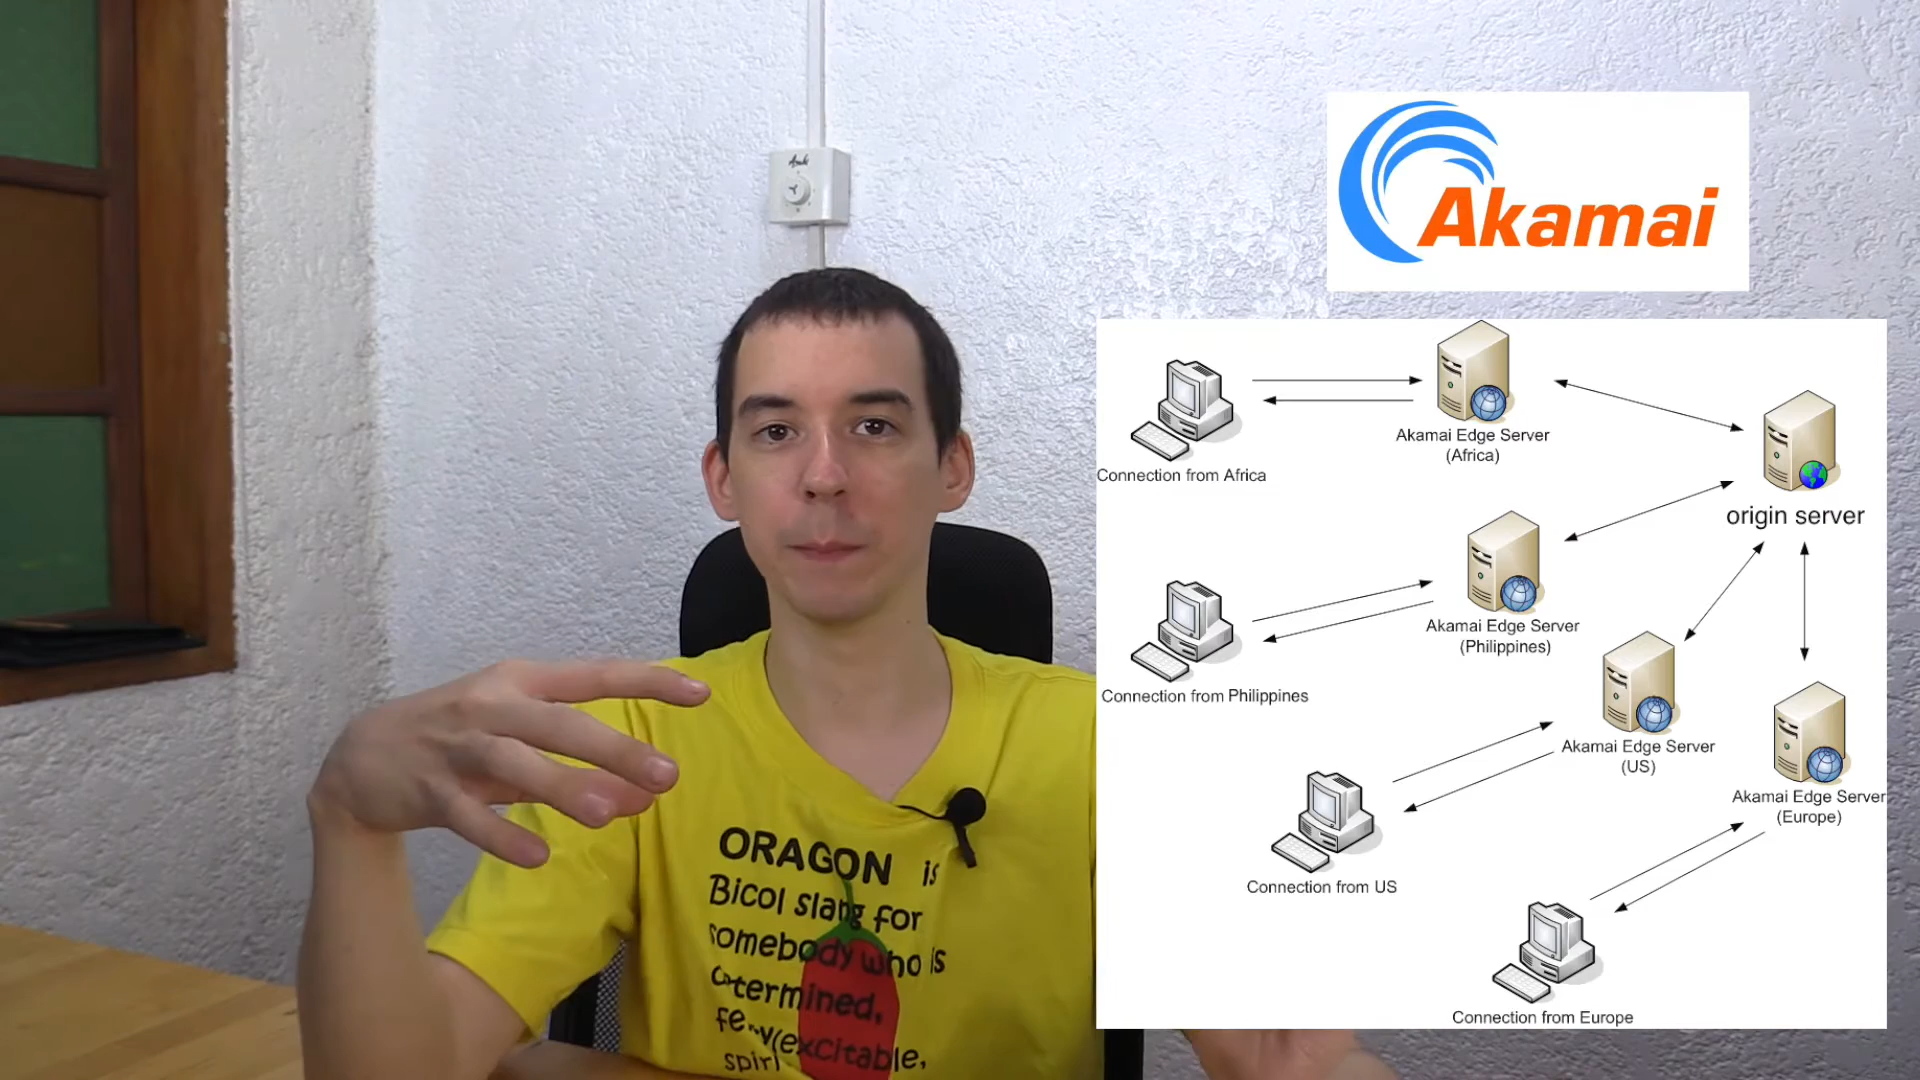 Akamai
Akamai Edge Server
(Africa)
Connection from Africa
origin server
Akamai Edge Server
(Philippines)
Connection from Philippines
Akamai Edge Server
(US)
Akamai Edge Server
(Europe)
Connection from US
Connection from Europe
ORAGON is
Bicol slang for
somebody who is
determined,
excitable,